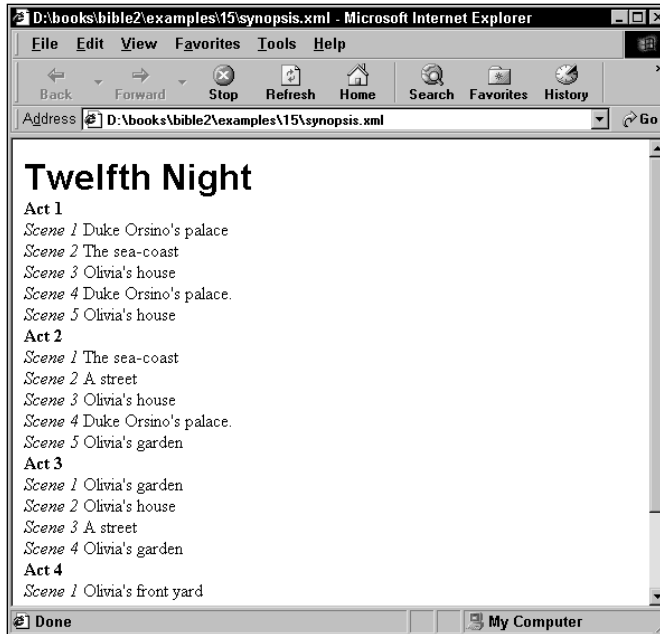 D:\books\bible2\examples\15\synopsis.xml - Microsoft Internet Explorer
File Edit View Favorites Tools Help
Back Forward Stop Refresh Home Search Favorites History
Address D:\books\bible2\examples\15\synopsis.xml Go
Twelfth Night
Act 1
Scene 1 Duke Orsino's palace
Scene 2 The sea-coast
Scene 3 Olivia's house
Scene 4 Duke Orsino's palace.
Scene 5 Olivia's house
Act 2
Scene 1 The sea-coast
Scene 2 A street
Scene 3 Olivia's house
Scene 4 Duke Orsino's palace.
Scene 5 Olivia's garden
Act 3
Scene 1 Olivia's garden
Scene 2 Olivia's house
Scene 3 A street
Scene 4 Olivia's garden
Act 4
Scene 1 Olivia's front yard
Done My Computer